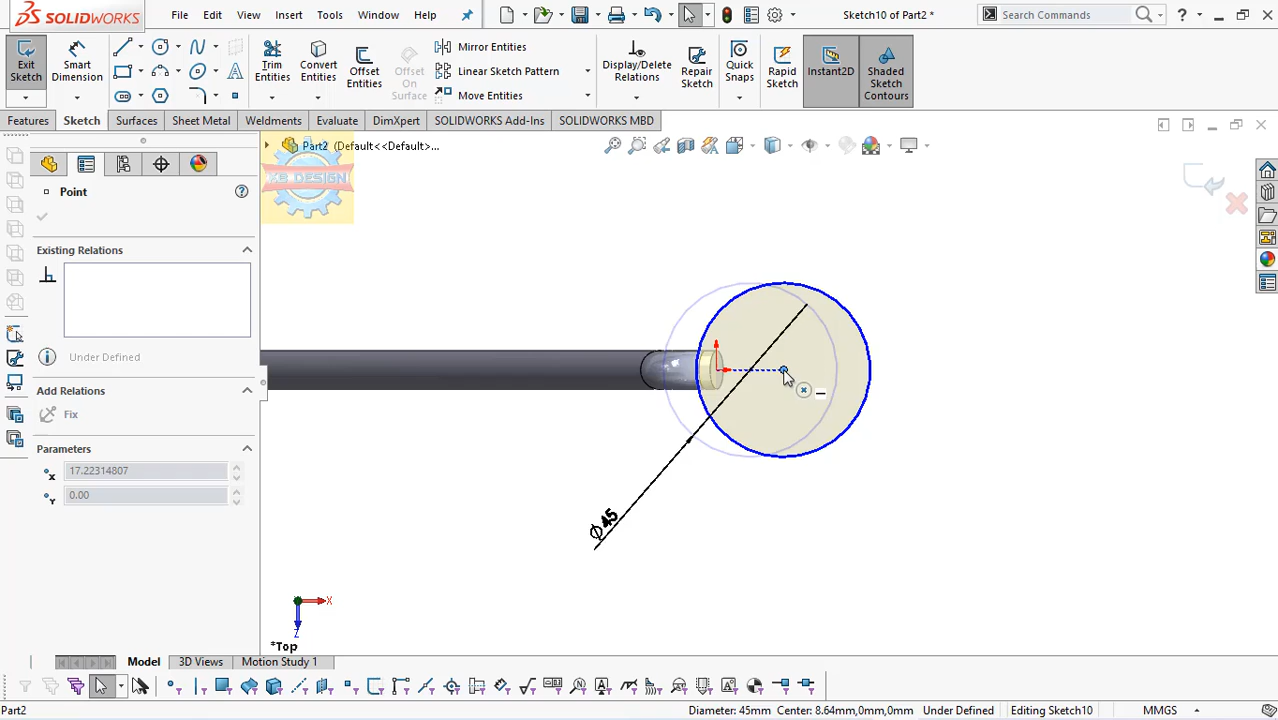 DS SOLIDWORKS
File Edit View Insert Tools Window Help
Sketch10 of Part2 *
Search Commands
Exit Sketch
Smart Dimension
Trim Entities
Convert Entities
Offset Entities
Offset On Surface
Mirror Entities
Linear Sketch Pattern
Move Entities
Display/Delete Relations
Repair Sketch
Quick Snaps
Rapid Sketch
Instant2D
Shaded Sketch Contours
Features Sketch Surfaces Sheet Metal Weldments Evaluate DimXpert SOLIDWORKS Add-Ins SOLIDWORKS MBD
Part2 (Default<<Default>...
KB DESIGN
Point
Existing Relations
Under Defined
Add Relations
Fix
Parameters
x 17.22314807
Y 0.00
Φ45
X
Z
*Top
Model 3D Views Motion Study 1
Part2 Diameter: 45mm Center: 8.64mm,0mm,0mm Under Defined Editing Sketch10 MMGS